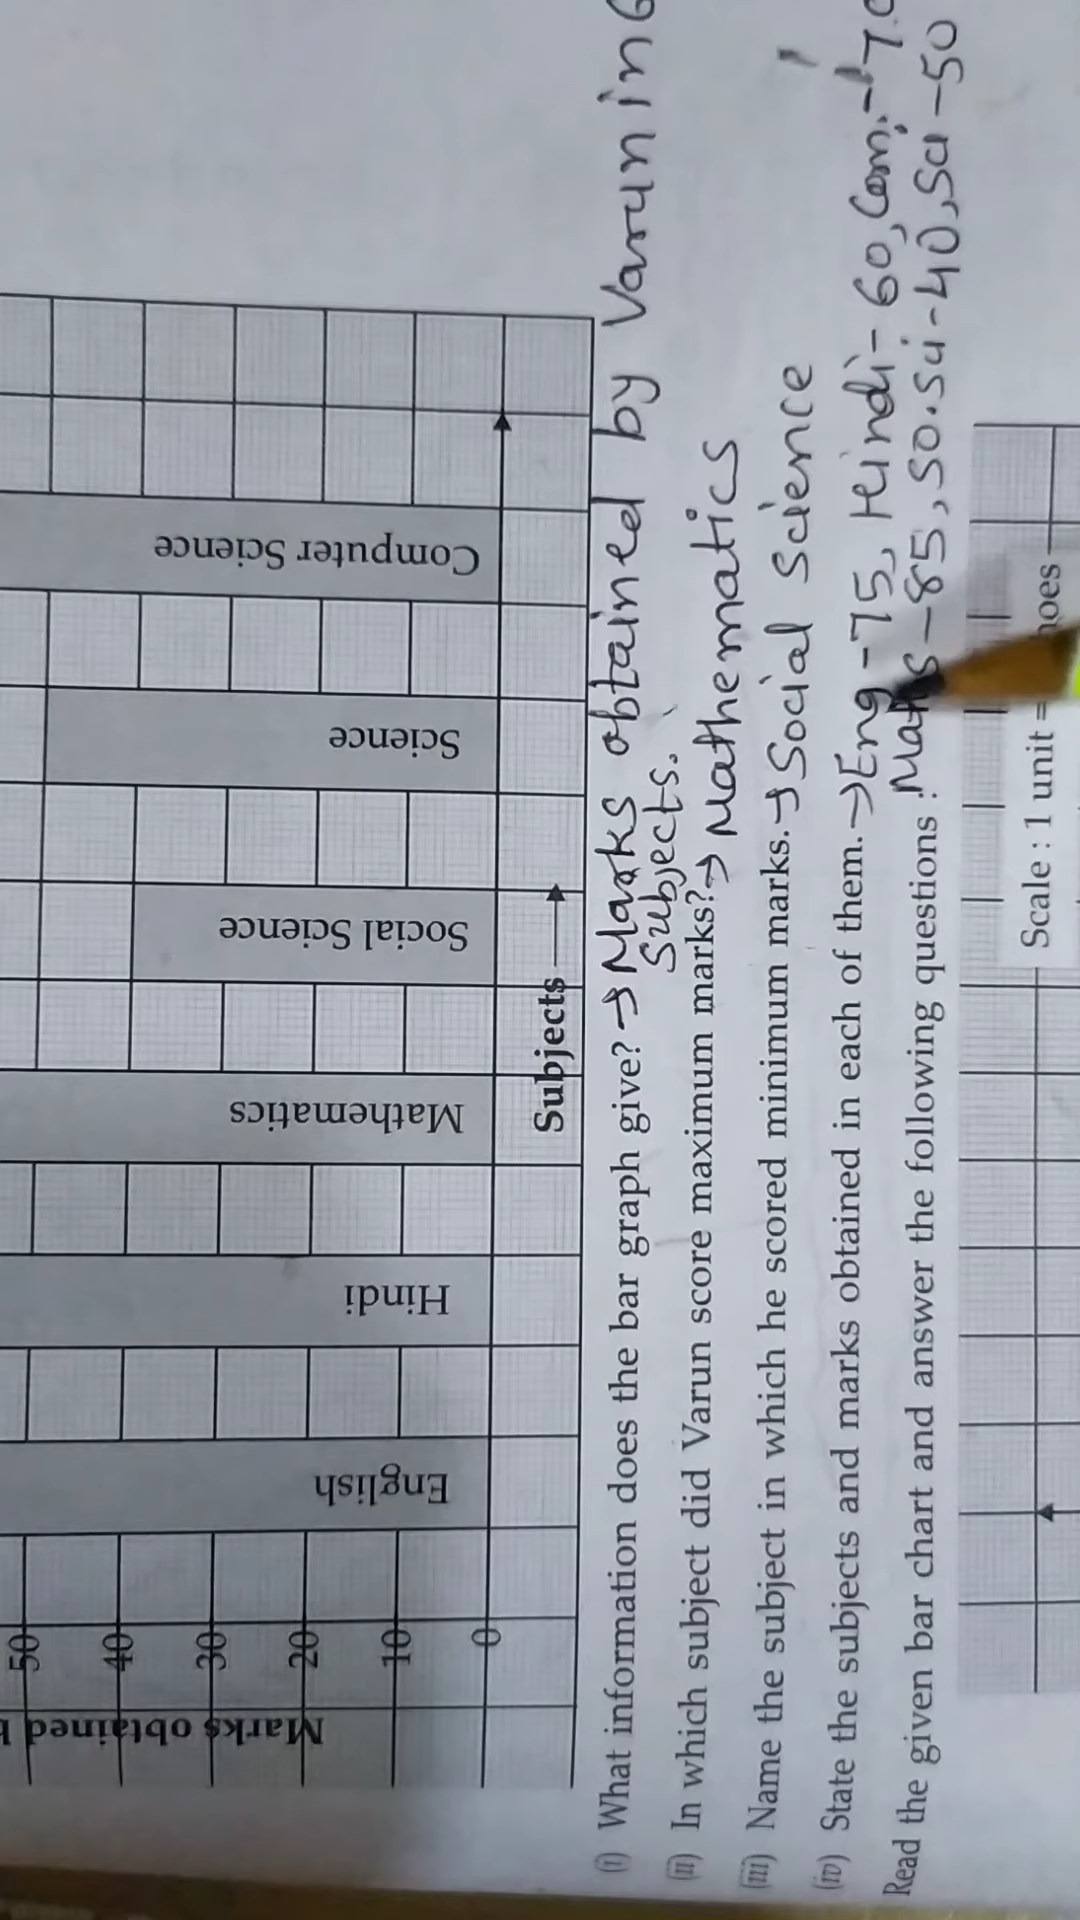 50
40
30
20
10
0
Marks obtained
English
Hindi
Mathematics
Social Science
Science
Computer Science
Subjects
(i) What information does the bar graph give? → Marks obtained by Varun in 6
subjects.
(ii) In which subject did Varun score maximum marks? → Mathematics
(iii) Name the subject in which he scored minimum marks. → Social Science
(iv) State the subjects and marks obtained in each of them. → Eng-75, Hindi-60, Com.-70
Maths-85, So.Sci-40, Sci-50
Read the given bar chart and answer the following questions :
Scale : 1 unit =